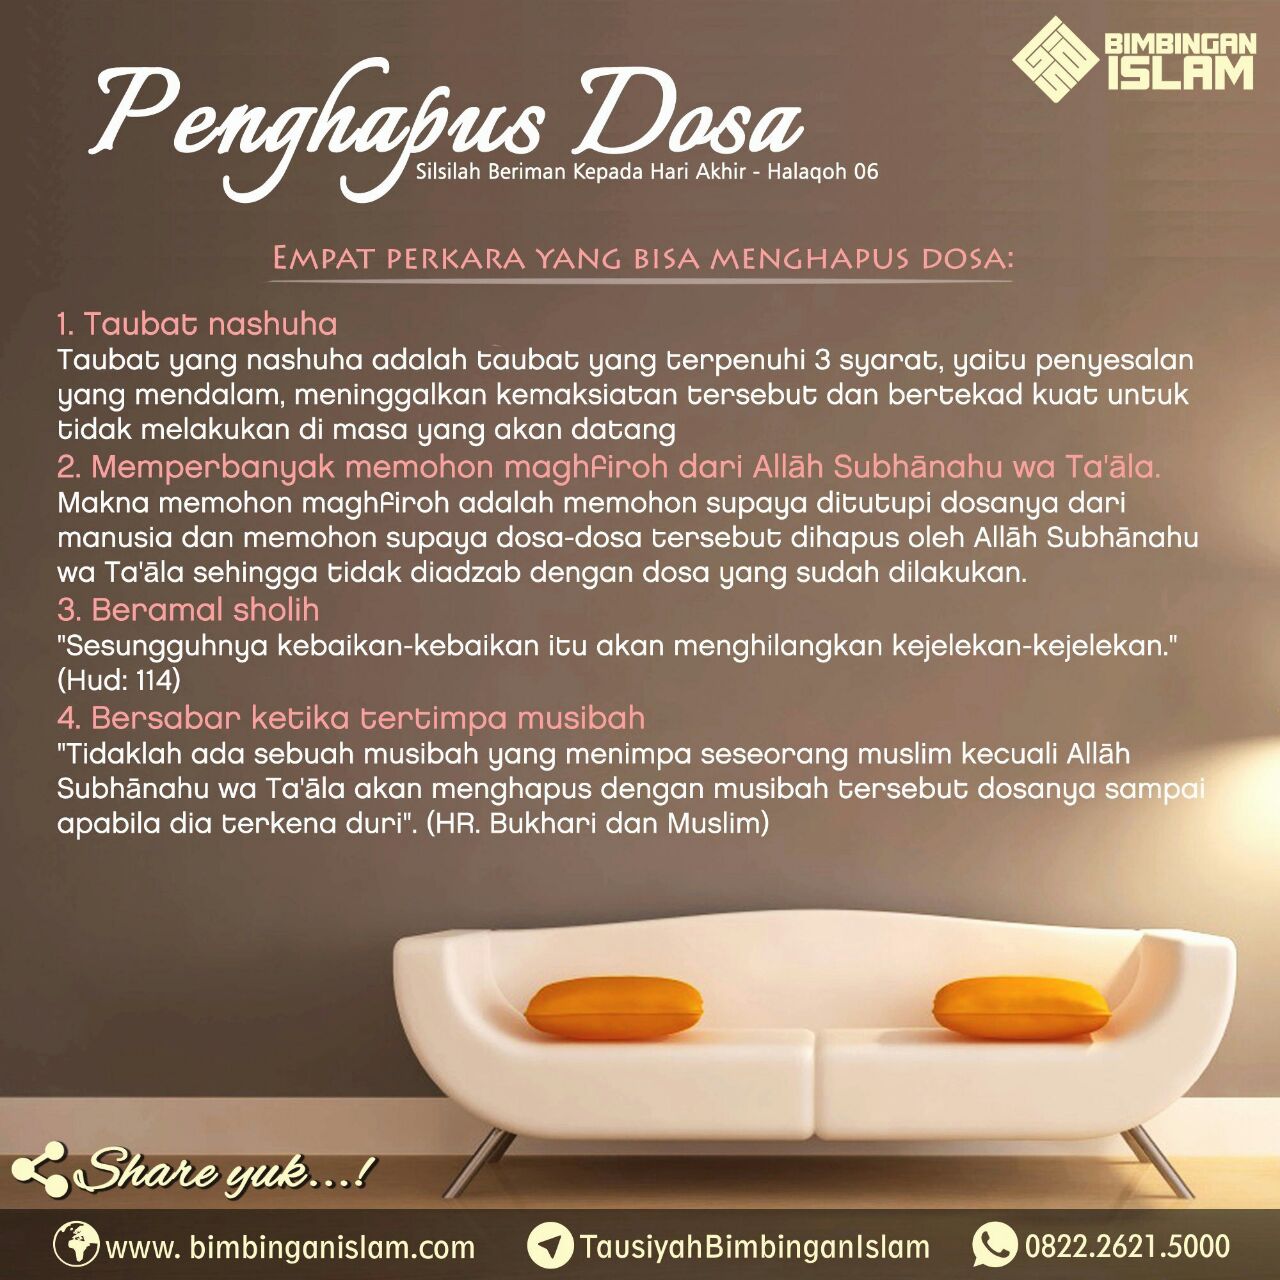 BIMBINGAN
ISLAM
Penghapus Dosa
Silsilah Beriman Kepada Hari Akhir - Halaqoh 06
EMPAT PERKARA YANG BISA MENGHAPUS DOSA:
1. Taubat nashuha
Taubat yang nashuha adalah taubat yang terpenuhi 3 syarat, yaitu penyesalan
yang mendalam, meninggalkan kemaksiatan tersebut dan bertekad kuat untuk
tidak melakukan di masa yang akan datang
2. Memperbanyak memohon maghfiroh dari Allāh Subhānahu wa Ta'āla.
Makna memohon maghfiroh adalah memohon supaya ditutupi dosanya dari
manusia dan memohon supaya dosa-dosa tersebut dihapus oleh Allāh Subhānahu
wa Ta'āla sehingga tidak diadzab dengan dosa yang sudah dilakukan.
3. Beramal sholih
"Sesungguhnya kebaikan-kebaikan itu akan menghilangkan kejelekan-kejelekan."
(Hud: 114)
4. Bersabar ketika tertimpa musibah
"Tidaklah ada sebuah musibah yang menimpa seseorang muslim kecuali Allāh
Subhānahu wa Ta'āla akan menghapus dengan musibah tersebut dosanya sampai
apabila dia terkena duri". (HR. Bukhari dan Muslim)
Share yuk...!
www. bimbinganislam.com
TausiyahBimbinganIslam
0822.2621.5000